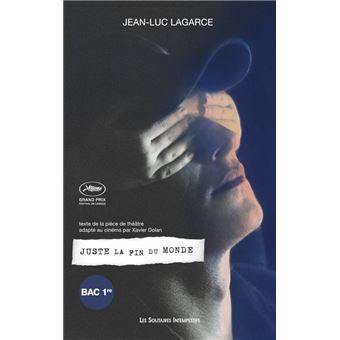 JEAN-LUC LAGARCE
GRAND PRIX
FESTIVAL DE CANNES
texte de la pièce de théâtre
adapté au cinéma par Xavier Dolan
JUSTE LA FIN DU MONDE
BAC 1re
LES SOLITAIRES INTEMPESTIFS